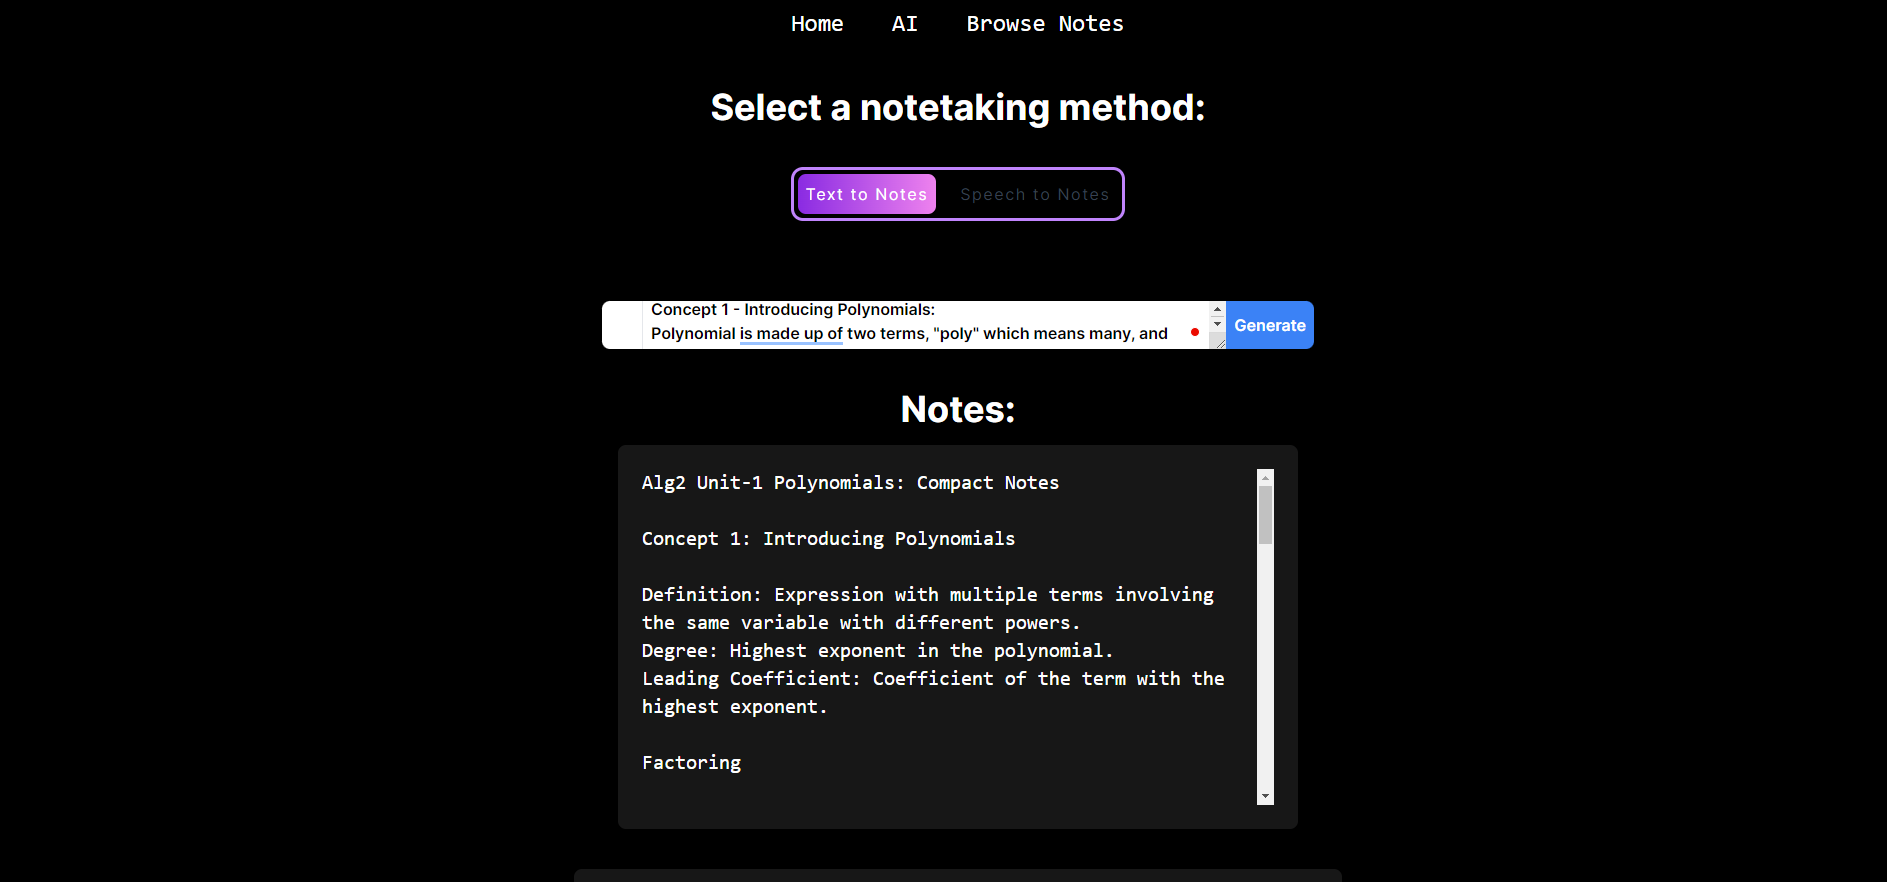 Home AI Browse Notes
Select a notetaking method:
Text to Notes Speech to Notes
Concept 1 - Introducing Polynomials:
Polynomial is made up of two terms, "poly" which means many, and
Generate
Notes:
Alg2 Unit-1 Polynomials: Compact Notes
Concept 1: Introducing Polynomials
Definition: Expression with multiple terms involving
the same variable with different powers.
Degree: Highest exponent in the polynomial.
Leading Coefficient: Coefficient of the term with the
highest exponent.
Factoring